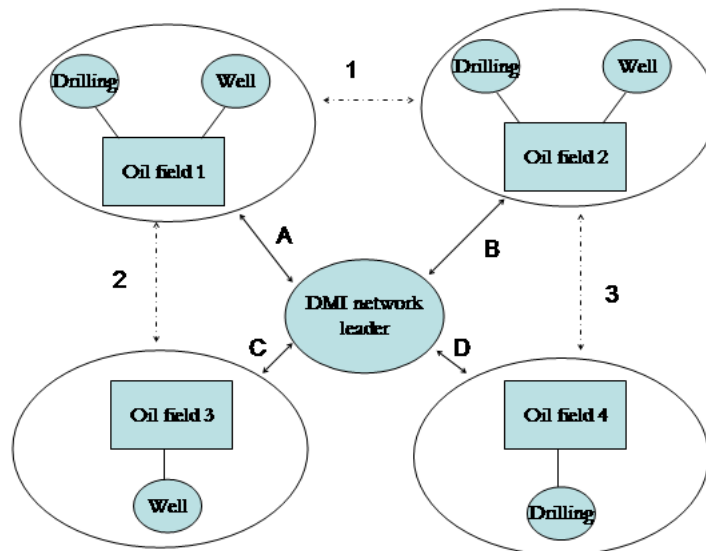 Drilling
Well
Oil field 1
1
Drilling
Well
Oil field 2
A
B
2
DMI network
leader
3
C
D
Oil field 3
Well
Oil field 4
Drilling